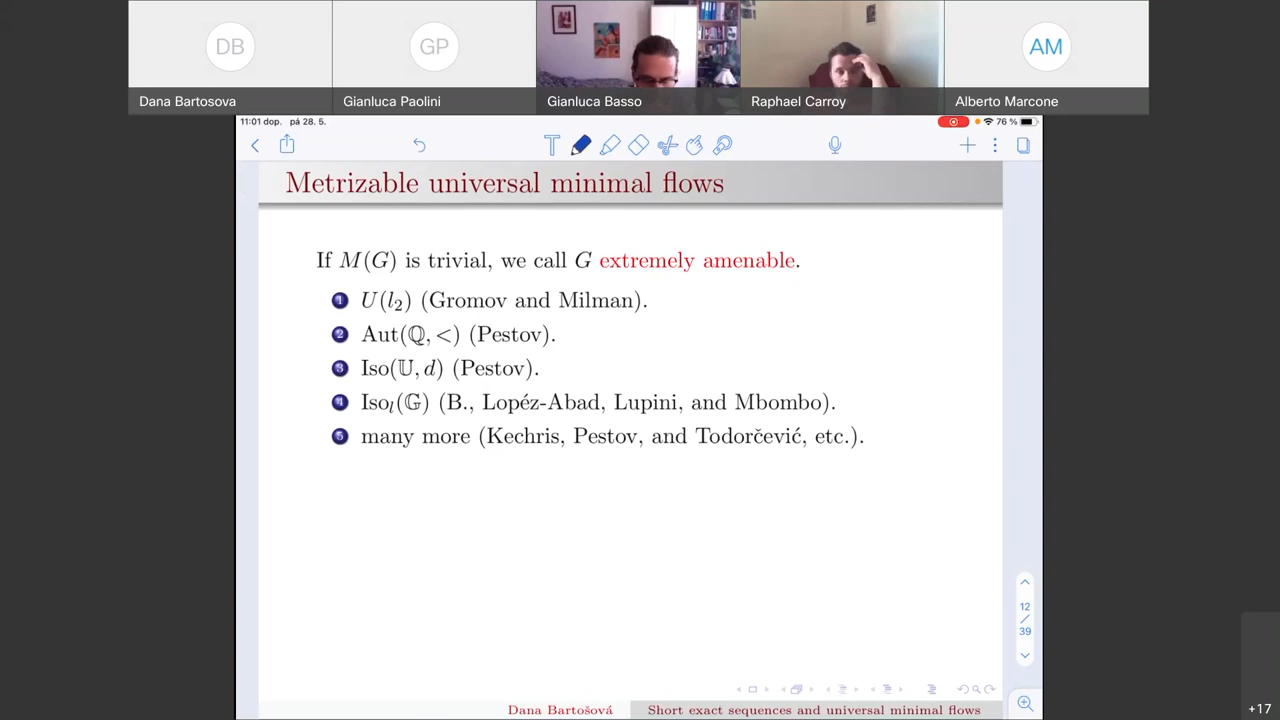 DB
GP
AM
Dana Bartosova
Gianluca Paolini
Gianluca Basso
Raphael Carroy
Alberto Marcone
11:01 dop. pá 28. 5.
76 %
Metrizable universal minimal flows
If M(G) is trivial, we call G extremely amenable.
1 U(l₂) (Gromov and Milman).
2 Aut(ℚ, <) (Pestov).
3 Iso(𝕌, d) (Pestov).
4 Isoₗ(𝔾) (B., Lopéz-Abad, Lupini, and Mbombo).
5 many more (Kechris, Pestov, and Todorčević, etc.).
12
/
39
Dana Bartošová
Short exact sequences and universal minimal flows
+17